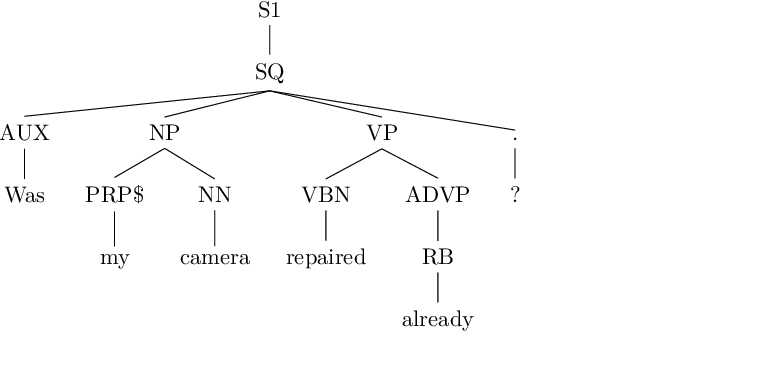 S1
SQ
AUX NP VP .
Was PRP$ NN VBN ADVP ?
my camera repaired RB
already